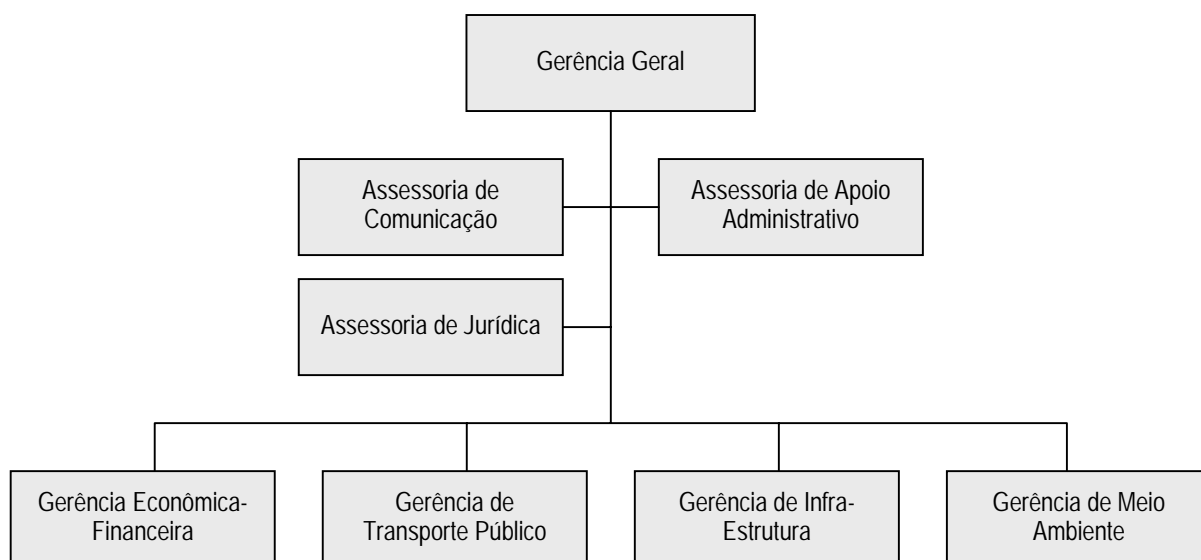 Gerência Geral
Assessoria de
Comunicação
Assessoria de Apoio
Administrativo
Assessoria de Jurídica
Gerência Econômica-
Financeira
Gerência de
Transporte Público
Gerência de Infra-
Estrutura
Gerência de Meio
Ambiente